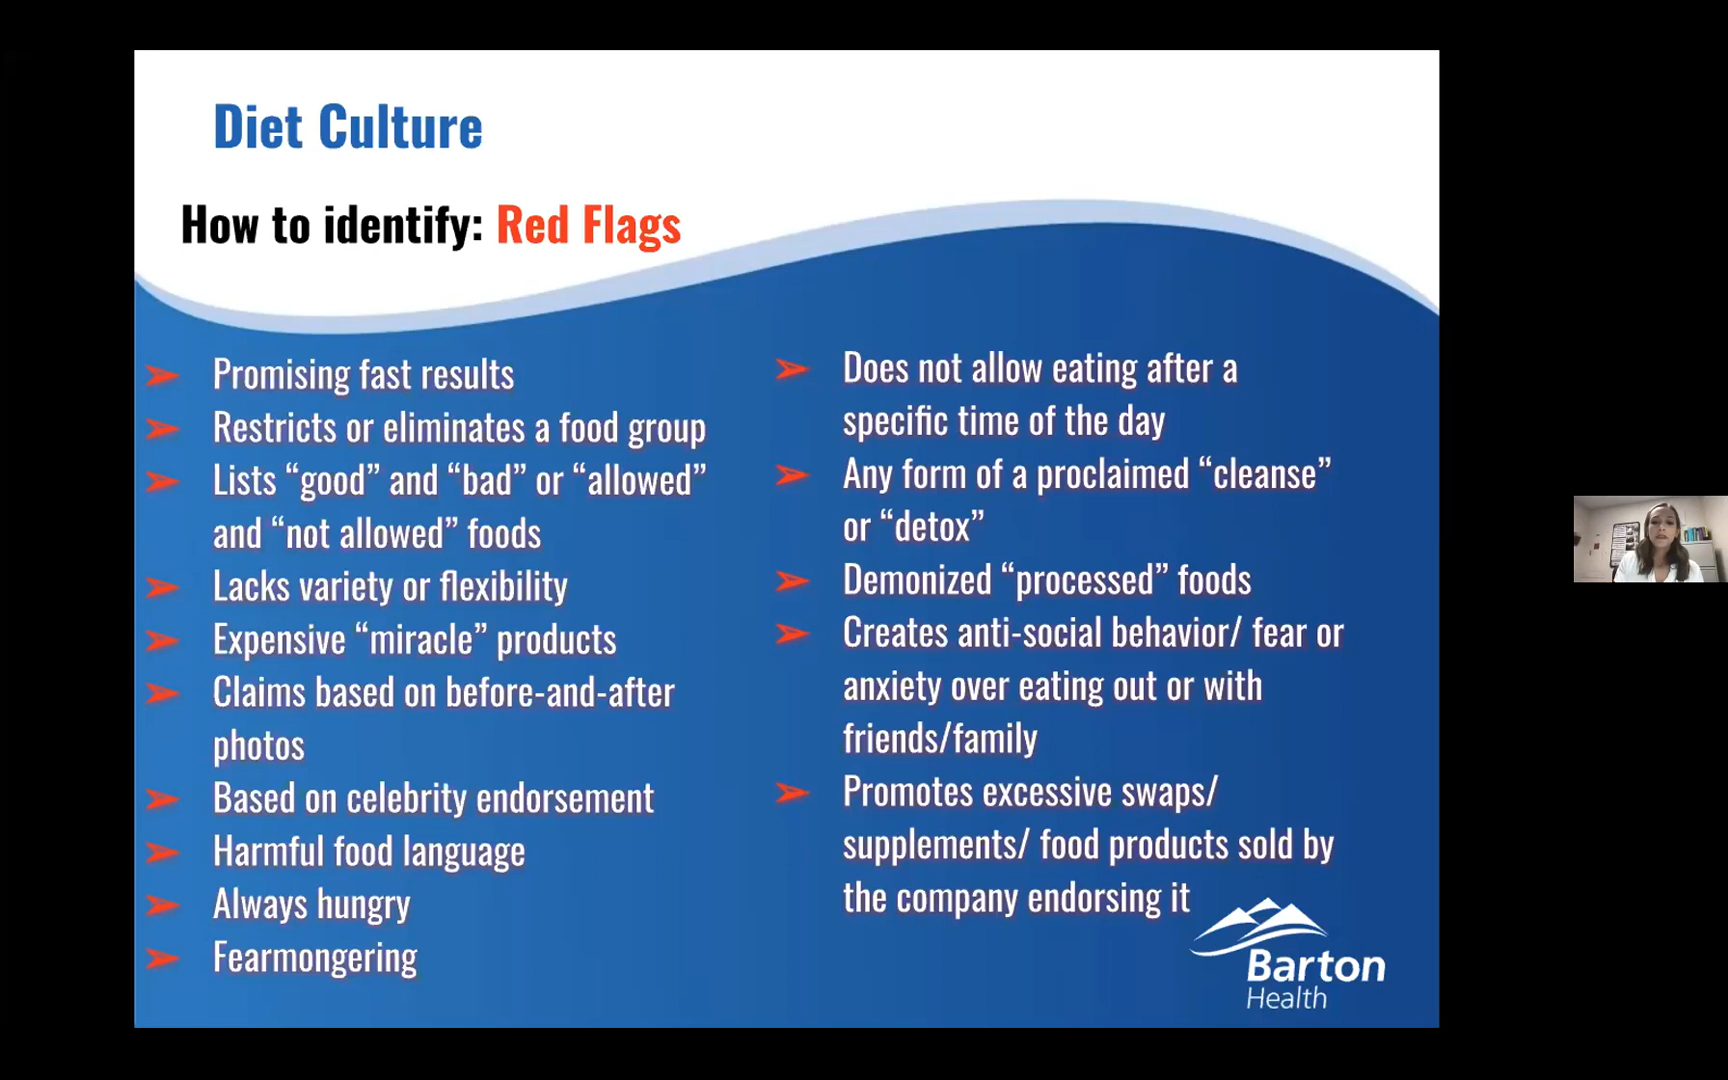 Diet Culture
How to identify: Red Flags
Promising fast results
Restricts or eliminates a food group
Lists “good” and “bad” or “allowed”
and “not allowed” foods
Lacks variety or flexibility
Expensive “miracle” products
Claims based on before-and-after
photos
Based on celebrity endorsement
Harmful food language
Always hungry
Fearmongering
Does not allow eating after a
specific time of the day
Any form of a proclaimed “cleanse”
or “detox”
Demonized “processed” foods
Creates anti-social behavior/ fear or
anxiety over eating out or with
friends/family
Promotes excessive swaps/
supplements/ food products sold by
the company endorsing it
Barton
Health